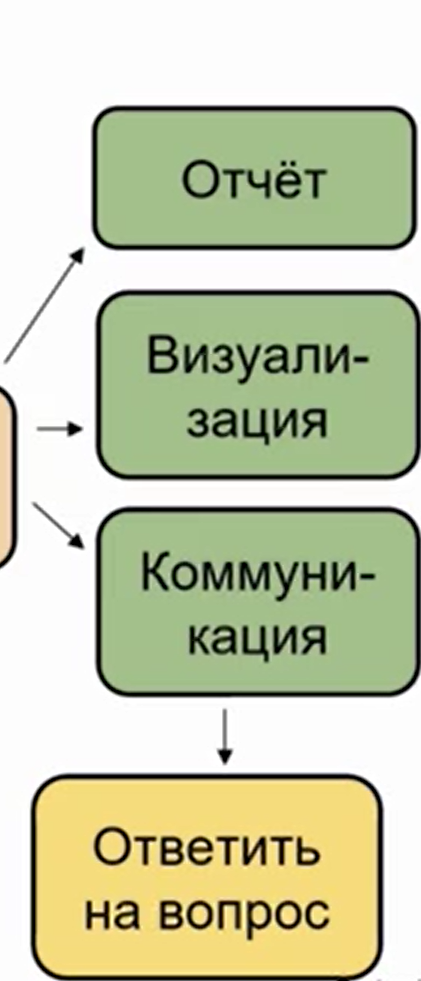 Отчёт
Визуали-
зация
Коммуни-
кация
Ответить
на вопрос